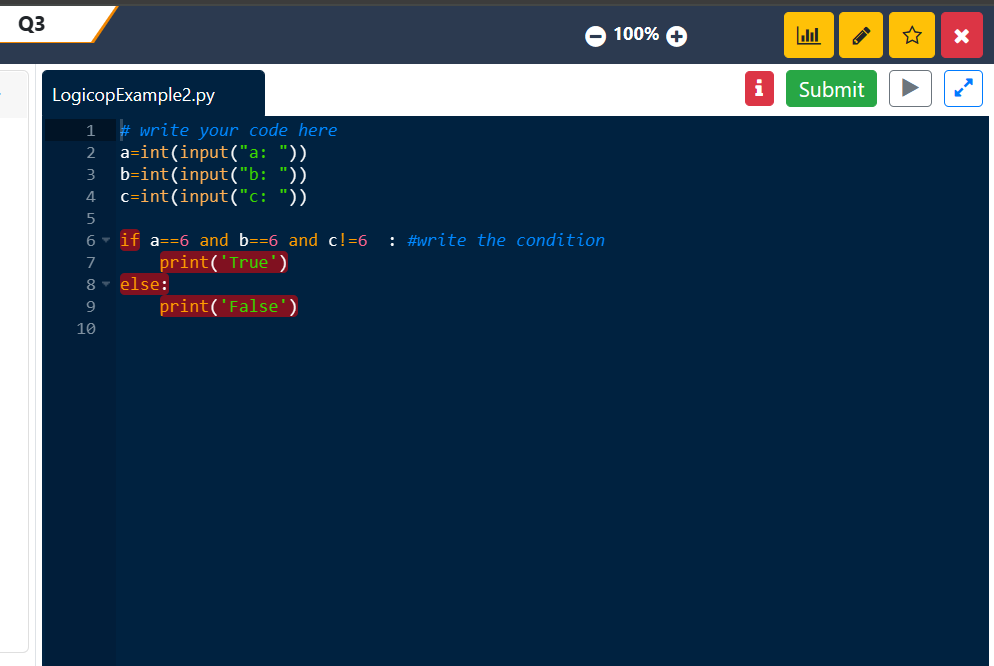 Q3
100%
LogicopExample2.py
Submit
1 # write your code here
2 a=int(input("a: "))
3 b=int(input("b: "))
4 c=int(input("c: "))
5
6 if a==6 and b==6 and c!=6  : #write the condition
7     print('True')
8 else:
9     print('False')
10